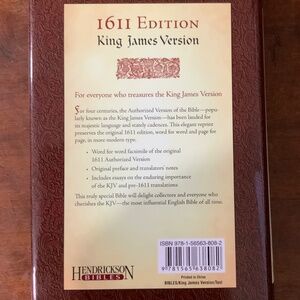 1611 EDITION
King James Version
For everyone who treasures the King James Version
For four centuries, the Authorized Version of the Bible—popu-
larly known as the King James Version—has been lauded for
its majestic language and stately cadences. This elegant reprint
preserves the original 1611 edition, word for word and page for
page, in more modern type.
• Word for word facsimile of the original
1611 Authorized Version
• Original preface and translators' notes
• Includes essays on the enduring importance
of the KJV and pre-1611 translations
This truly special Bible will delight collectors and everyone who
cherishes the KJV—the most influential English Bible of all time.
ISBN 978-1-56563-808-2
9 781565 638082
HENDRICKSON
BIBLES
Printed in China
BIBLES/King James Version/Text